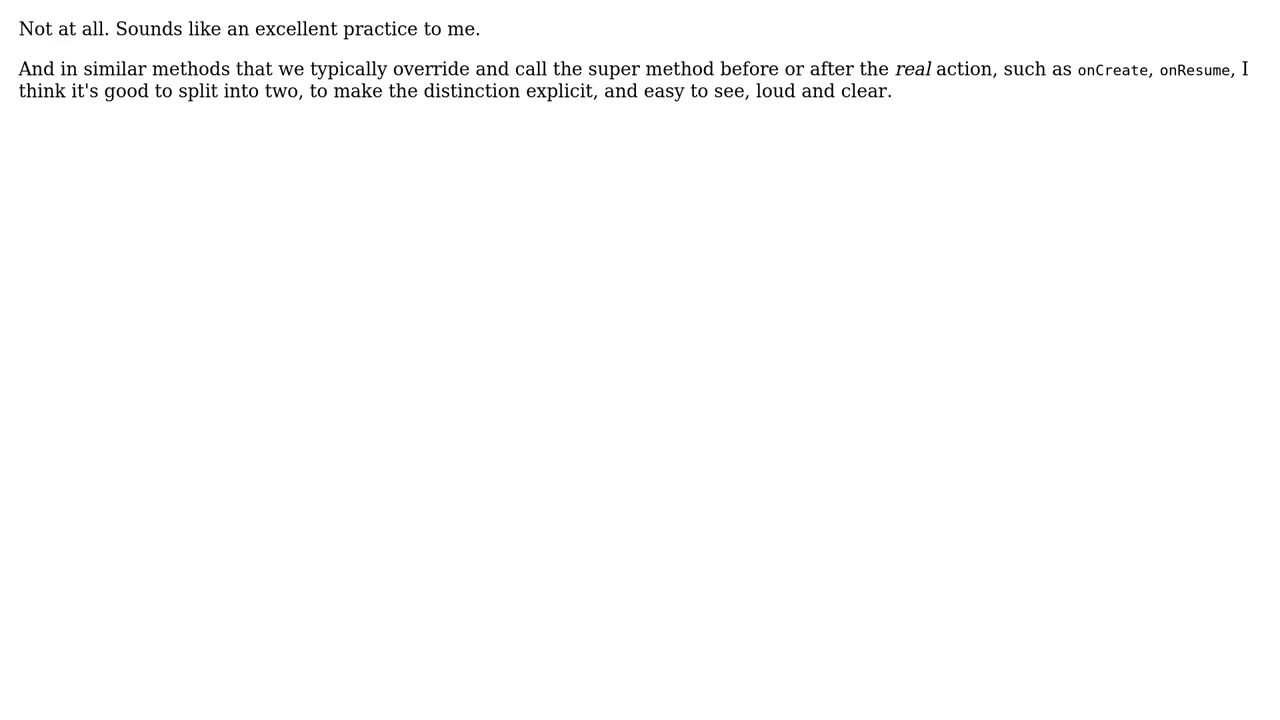 Not at all. Sounds like an excellent practice to me.
And in similar methods that we typically override and call the super method before or after the real action, such as onCreate, onResume, I
think it's good to split into two, to make the distinction explicit, and easy to see, loud and clear.